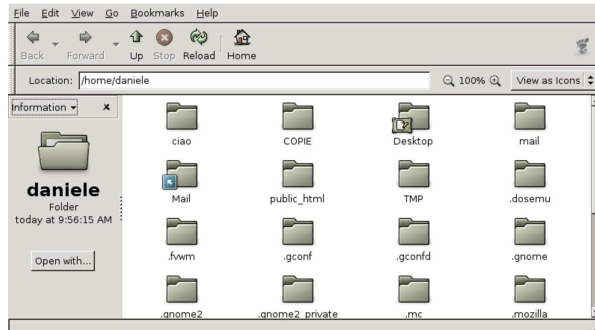 File Edit View Go Bookmarks Help
Back Forward Up Stop Reload Home
Location: /home/daniele 100% View as Icons
Information
x
ciao COPIE Desktop mail
daniele
Folder
today at 9:56:15 AM
Mail public_html TMP .dosemu
Open with...
.fvwm .gconf .gconfd .gnome
.gnome2 .gnome2_private .mc .mozilla